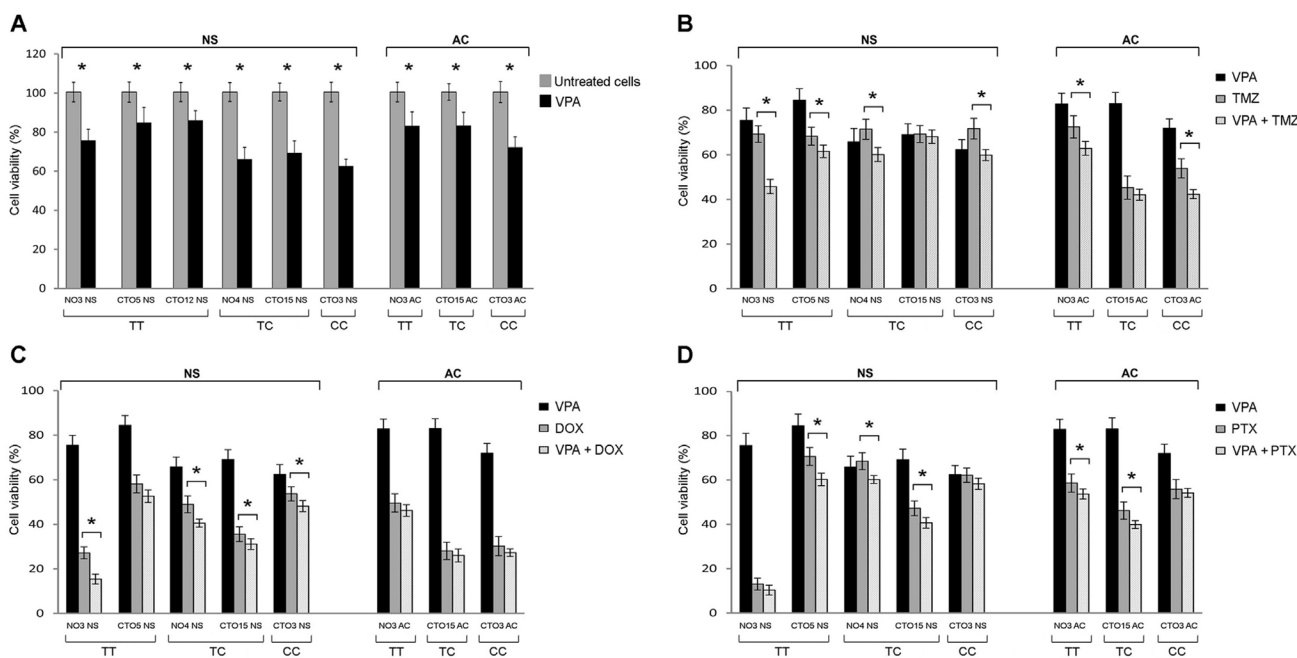 A
NS
AC
120
100
80
60
40
20
0
Cell viability (%)
* * * * * * * * *
Untreated cells
VPA
NO3 NS CTO5 NS CTO12 NS NO4 NS CTO15 NS CTO3 NS NO3 AC CTO15 AC CTO3 AC
TT TC CC TT TC CC
B
NS
AC
100
80
60
40
20
0
Cell viability (%)
* * * * * *
VPA
TMZ
VPA + TMZ
NO3 NS CTO5 NS NO4 NS CTO15 NS CTO3 NS NO3 AC CTO15 AC CTO3 AC
TT TC CC TT TC CC
C
NS
AC
100
80
60
40
20
0
Cell viability (%)
* * * *
VPA
DOX
VPA + DOX
NO3 NS CTO5 NS NO4 NS CTO15 NS CTO3 NS NO3 AC CTO15 AC CTO3 AC
TT TC CC TT TC CC
D
NS
AC
100
80
60
40
20
0
Cell viability (%)
* * * * *
VPA
PTX
VPA + PTX
NO3 NS CTO5 NS NO4 NS CTO15 NS CTO3 NS NO3 AC CTO15 AC CTO3 AC
TT TC CC TT TC CC